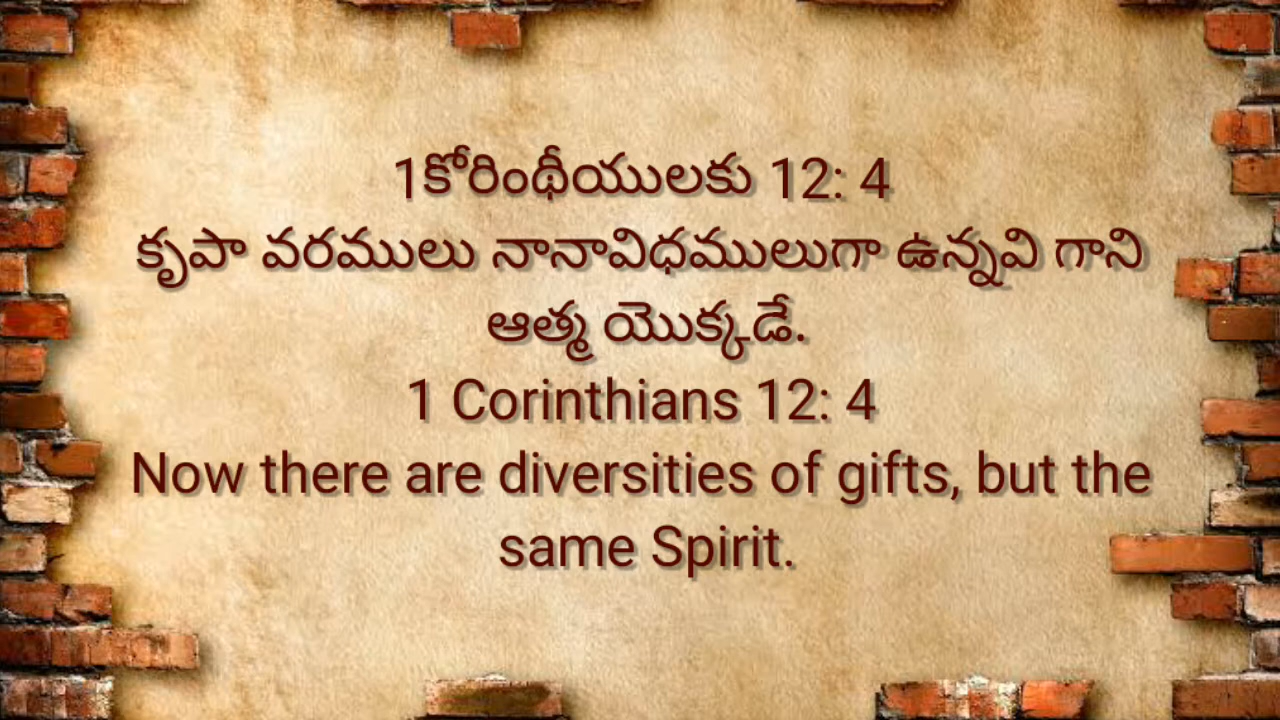 1కోరింథీయులకు 12: 4
కృపా వరములు నానావిధములుగా ఉన్నవి గాని
ఆత్మ యొక్కడే.
1 Corinthians 12: 4
Now there are diversities of gifts, but the
same Spirit.